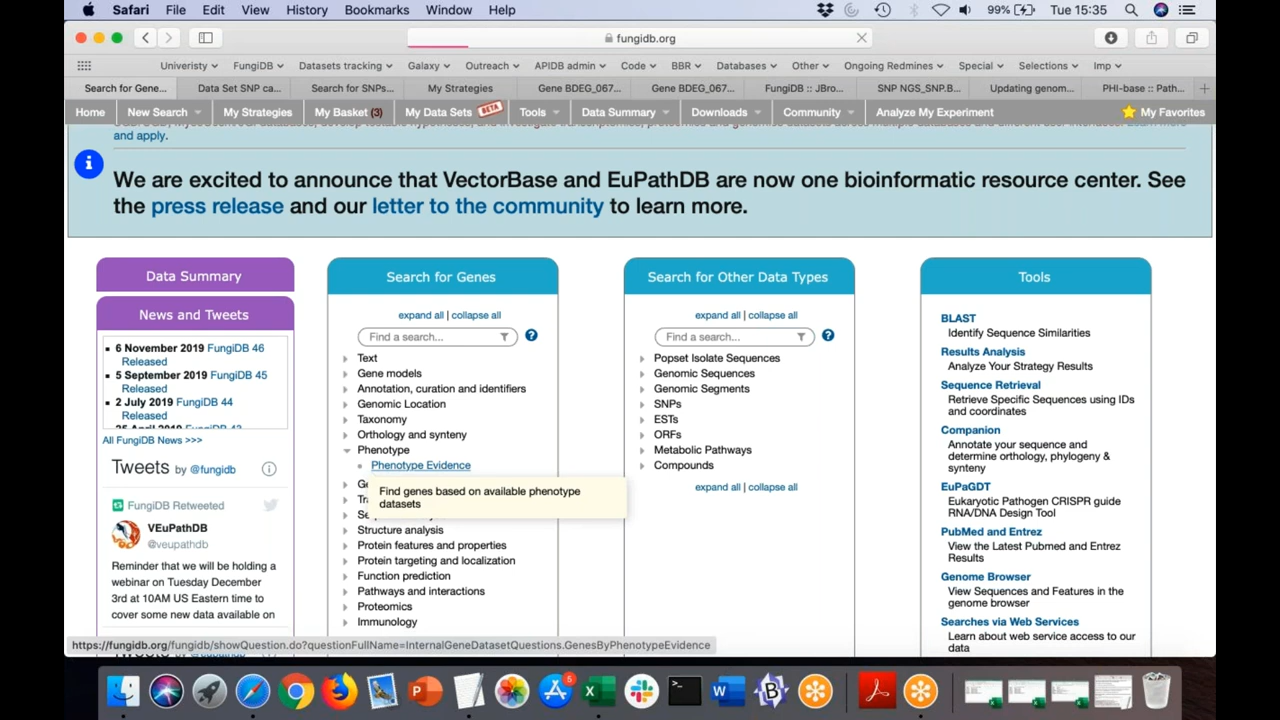 Safari File Edit View History Bookmarks Window Help 99% Tue 15:35
fungidb.org
Univeristy FungiDB Datasets tracking Galaxy Outreach APIDB admin Code BBR Databases Other Ongoing Redmines Special Selections Imp
Search for Gene... Data Set SNP ca... Search for SNPs... My Strategies Gene BDEG_067... Gene BDEG_067... FungiDB :: JBro... SNP NGS_SNP.B... Updating genom... PHI-base :: Path...
Home New Search My Strategies My Basket (3) My Data Sets BETA Tools Data Summary Downloads Community Analyze My Experiment My Favorites
and apply.
We are excited to announce that VectorBase and EuPathDB are now one bioinformatic resource center. See
the press release and our letter to the community to learn more.
Data Summary
News and Tweets
6 November 2019 FungiDB 46
Released
5 September 2019 FungiDB 45
Released
2 July 2019 FungiDB 44
Released
All FungiDB News >>>
Tweets by @fungidb
FungiDB Retweeted
VEuPathDB
@veupathdb
Reminder that we will be holding a
webinar on Tuesday December
3rd at 10AM US Eastern time to
cover some new data available on
Search for Genes
expand all | collapse all
Find a search...
Text
Gene models
Annotation, curation and identifiers
Genomic Location
Taxonomy
Orthology and synteny
Phenotype
Phenotype Evidence
Find genes based on available phenotype
datasets
Structure analysis
Protein features and properties
Protein targeting and localization
Function prediction
Pathways and interactions
Proteomics
Immunology
Search for Other Data Types
expand all | collapse all
Find a search...
Popset Isolate Sequences
Genomic Sequences
Genomic Segments
SNPs
ESTs
ORFs
Metabolic Pathways
Compounds
expand all | collapse all
Tools
BLAST
Identify Sequence Similarities
Results Analysis
Analyze Your Strategy Results
Sequence Retrieval
Retrieve Specific Sequences using IDs
and coordinates
Companion
Annotate your sequence and
determine orthology, phylogeny &
synteny
EuPaGDT
Eukaryotic Pathogen CRISPR guide
RNA/DNA Design Tool
PubMed and Entrez
View the Latest Pubmed and Entrez
Results
Genome Browser
View Sequences and Features in the
genome browser
Searches via Web Services
Learn about web service access to our
data
https://fungidb.org/fungidb/showQuestion.do?questionFullName=InternalGeneDatasetQuestions.GenesByPhenotypeEvidence
5